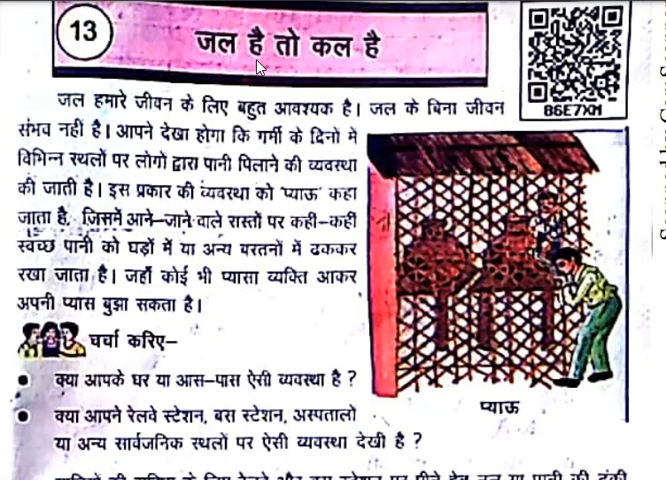 13
जल है तो कल है
B6E7XM
जल हमारे जीवन के लिए बहुत आवश्यक है। जल के बिना जीवन
संभव नहीं है। आपने देखा होगा कि गर्मी के दिनों में
विभिन्न स्थलों पर लोगों द्वारा पानी पिलाने की व्यवस्था
की जाती है। इस प्रकार की व्यवस्था को 'प्याऊ' कहा
जाता है, जिसमें आने–जाने वाले रास्तों पर कही–कहीं
स्वच्छ पानी को घड़ों में या अन्य बरतनों में ढककर
रखा जाता है। जहाँ कोई भी प्यासा व्यक्ति आकर
अपनी प्यास बुझा सकता है।
प्याऊ
चर्चा करिए–
क्या आपके घर या आस–पास ऐसी व्यवस्था है ?
क्या आपने रेलवे स्टेशन, बस स्टेशन, अस्पतालो
या अन्य सार्वजनिक स्थलों पर ऐसी व्यवस्था देखी है ?